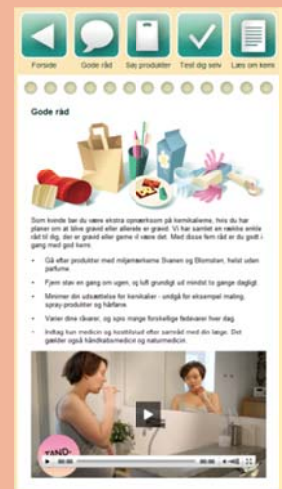 Forside Gode råd Søg produkter Test dig selv Læs om kemi
Gode råd
Som kvinde bør du være ekstra opmærksom på kemikalierne, hvis du har
planer om at blive gravid eller allerede er gravid. Vi har samlet en række enkle
råd til dig, der er gravid eller gerne vil være det. Med disse fem råd er du godt i
gang med god kemi.
• Gå efter produkter med miljømærkerne Svanen og Blomsten, helst uden
parfume.
• Fjern støv en gang om ugen, og luft grundigt ud mindst to gange dagligt.
• Minimer din udsættelse for kemikalier - undgå for eksempel maling,
spray-produkter og hårfarve.
• Varier dine råvarer, og spis mange forskellige fødevarer hver dag.
• Indtag kun medicin og kosttilskud efter samråd med din læge. Det
gælder også håndkøbsmedicin og naturmedicin.
TAND-
00:00 00:00